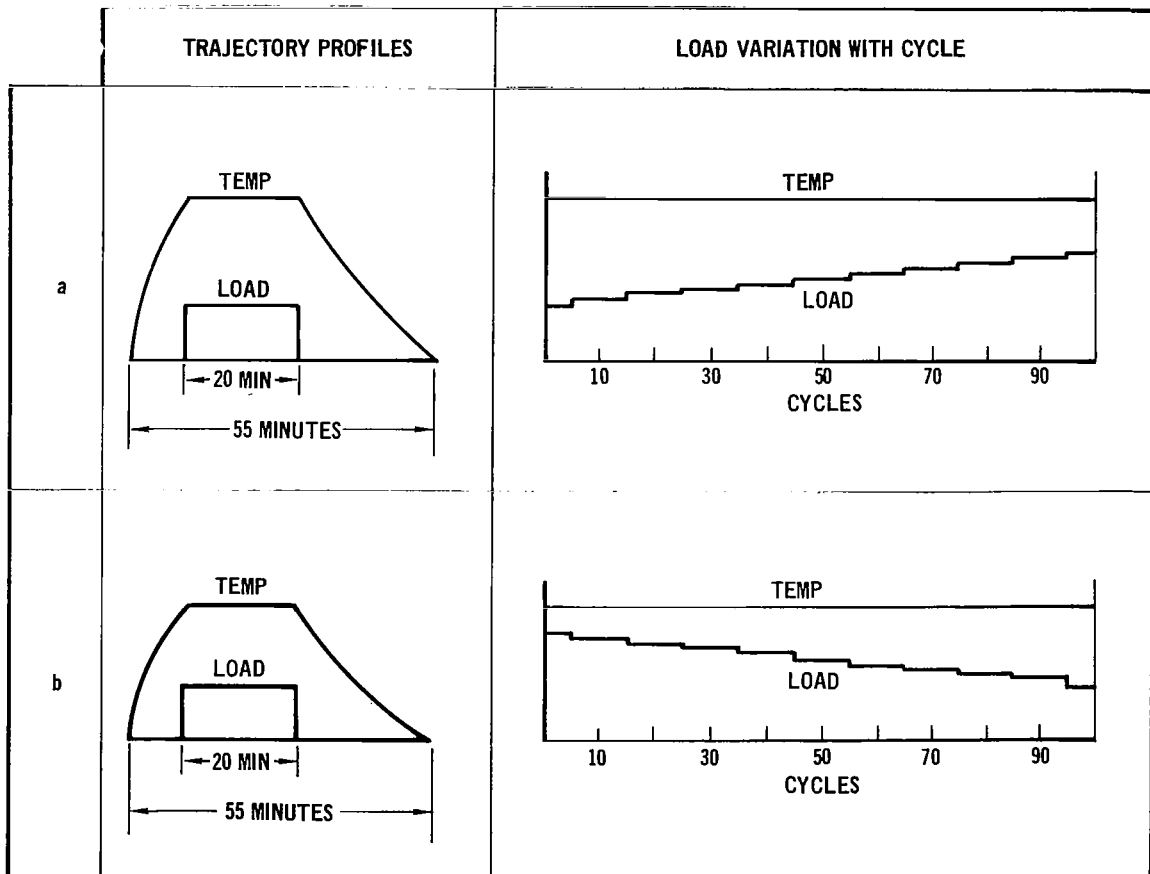 TRAJECTORY PROFILES
LOAD VARIATION WITH CYCLE
a
TEMP
LOAD
20 MIN
55 MINUTES
TEMP
LOAD
10 30 50 70 90
CYCLES
b
TEMP
LOAD
20 MIN
55 MINUTES
TEMP
LOAD
10 30 50 70 90
CYCLES